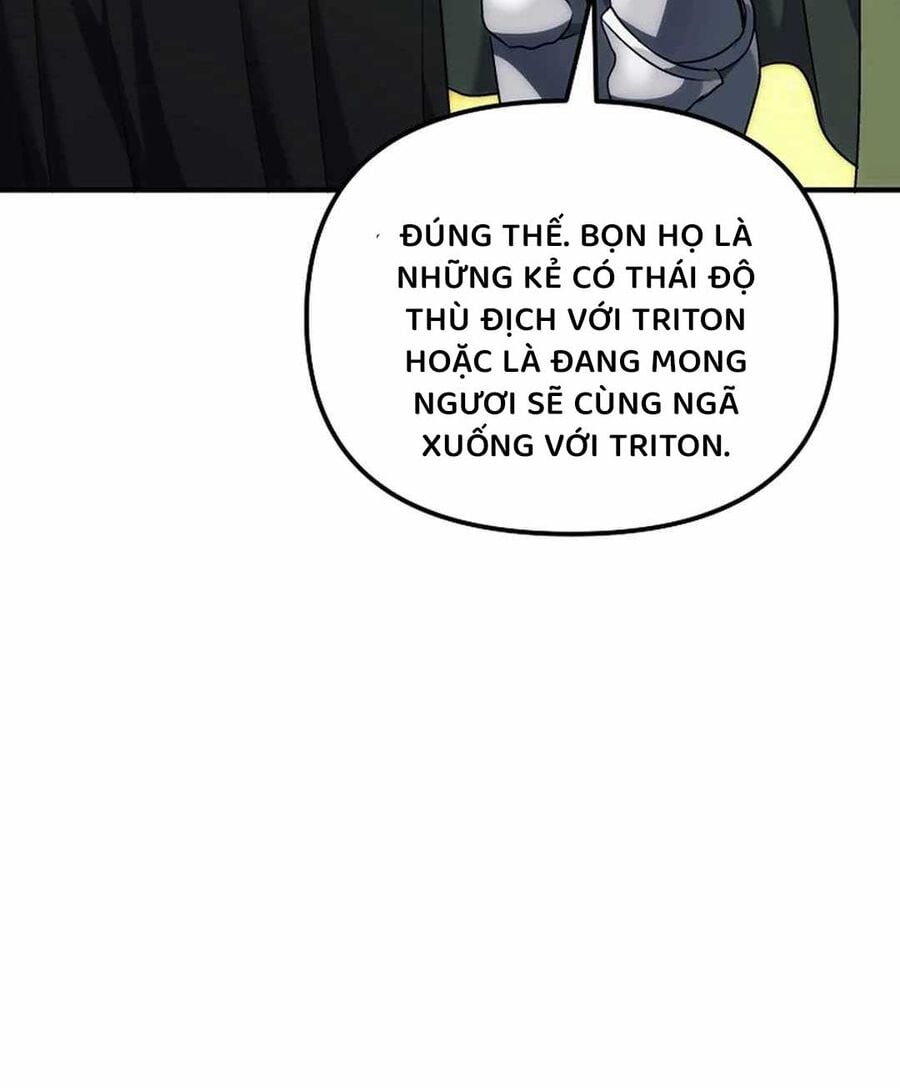 ĐÚNG THẾ. BỌN HỌ LÀ
NHỮNG KẺ CÓ THÁI ĐỘ
THÙ ĐỊCH VỚI TRITON
HOẶC LÀ ĐANG MONG
NGƯƠI SẼ CÙNG NGÃ
XUỐNG VỚI TRITON.